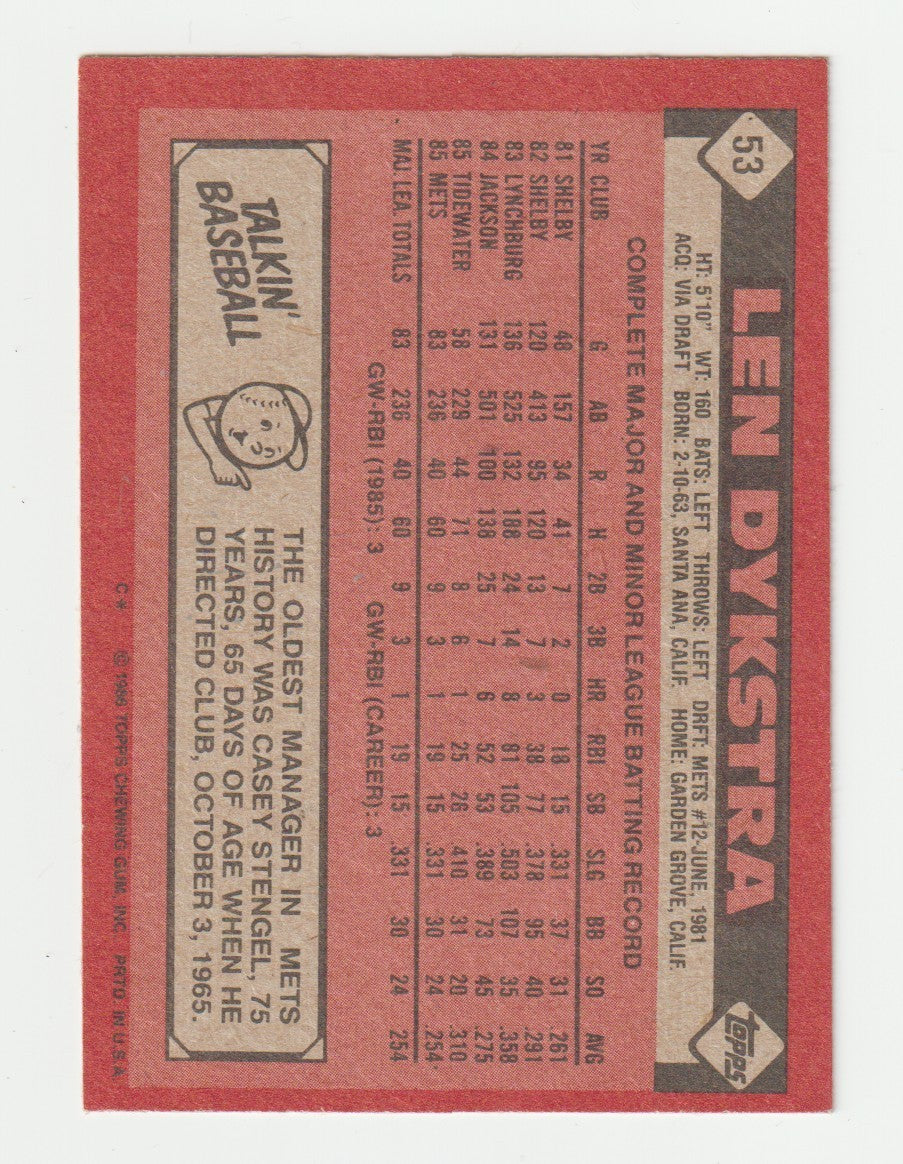 53
LEN DYKSTRA
topps
HT: 5'10" WT: 160 BATS: LEFT THROWS: LEFT DRFT: METS #12-JUNE, 1981
ACQ: VIA DRAFT BORN: 2-10-63, SANTA ANA, CALIF. HOME: GARDEN GROVE, CALIF.
COMPLETE MAJOR AND MINOR LEAGUE BATTING RECORD
YR CLUB G AB R H 2B 3B HR RBI SB SLG BB SO AVG
81 SHELBY 48 157 34 41 7 2 0 18 15 .331 37 31 .261
82 SHELBY 120 413 95 120 13 7 3 38 77 .378 95 40 .291
83 LYNCHBURG 136 525 132 188 24 14 8 81 105 .503 107 35 .358
84 JACKSON 131 501 100 138 25 7 6 52 53 .389 73 45 .275
85 TIDEWATER 58 229 44 71 8 6 1 25 26 .410 31 20 .310
85 METS 83 236 40 60 9 3 1 19 15 .331 30 24 .254
MAJ. LEA. TOTALS 83 236 40 60 9 3 1 19 15 .331 30 24 .254
GW-RBI (1985): 3 GW-RBI (CAREER): 3
TALKIN'
BASEBALL
THE OLDEST MANAGER IN METS
HISTORY WAS CASEY STENGEL, 75
YEARS, 65 DAYS OF AGE WHEN HE
DIRECTED CLUB, OCTOBER 3, 1965.
C* © 1986 TOPPS CHEWING GUM, INC. PRTD. IN U.S.A.